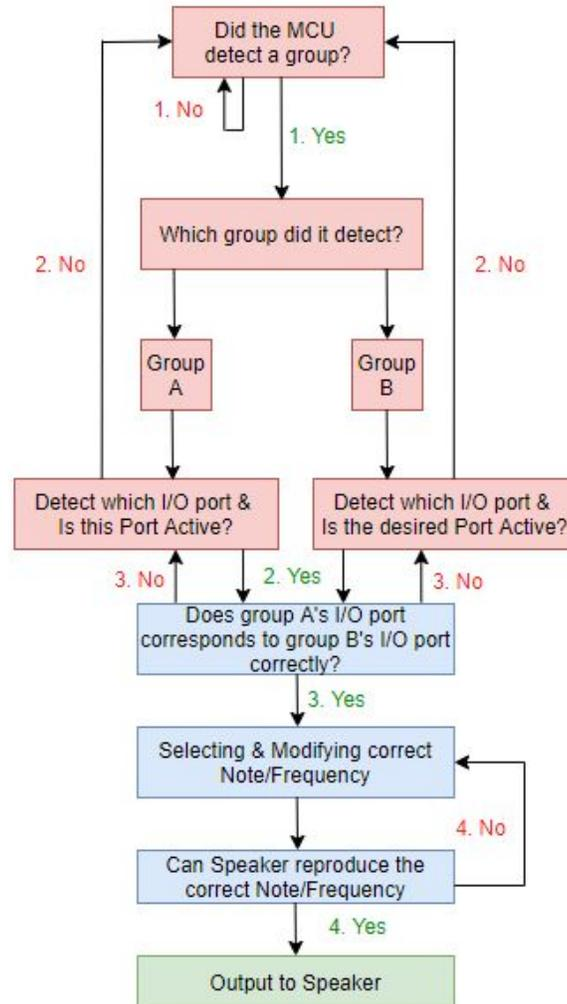 Did the MCU
detect a group?
1. No
1. Yes
Which group did it detect?
2. No
2. No
Group
A
Group
B
Detect which I/O port &
Is this Port Active?
Detect which I/O port &
Is the desired Port Active?
3. No
2. Yes
3. No
Does group A's I/O port
corresponds to group B's I/O port
correctly?
3. Yes
Selecting & Modifying correct
Note/Frequency
4. No
Can Speaker reproduce the
correct Note/Frequency
4. Yes
Output to Speaker